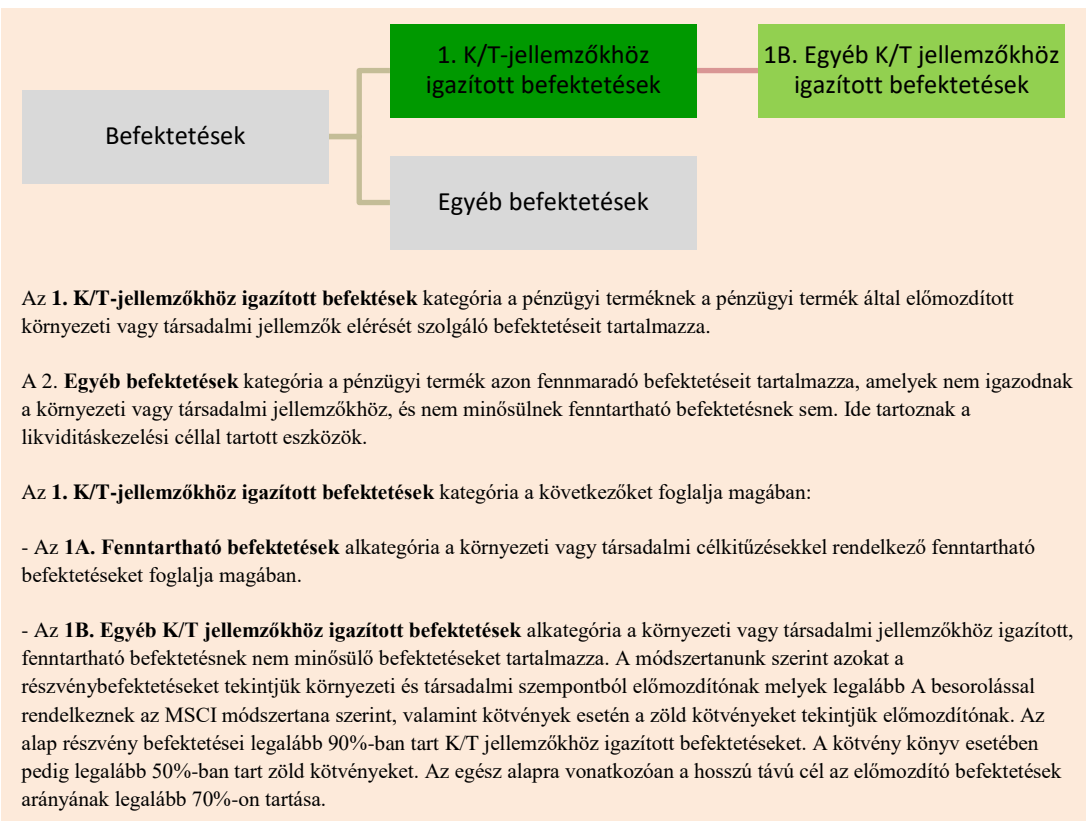 1. K/T-jellemzőkhöz
igazított befektetések
1B. Egyéb K/T jellemzőkhöz
igazított befektetések
Befektetések
Egyéb befektetések
Az 1. K/T-jellemzőkhöz igazított befektések kategória a pénzügyi terméknek a pénzügyi termék által előmozdított
környezeti vagy társadalmi jellemzők elérését szolgáló befektetéseit tartalmazza.
A 2. Egyéb befektetések kategória a pénzügyi termék azon fennmaradó befektetéseit tartalmazza, amelyek nem igazodnak
a környezeti vagy társadalmi jellemzőkhöz, és nem minősülnek fenntartható befektetésnek sem. Ide tartoznak a
likviditáskezelési céllal tartott eszközök.
Az 1. K/T-jellemzőkhöz igazított befektetések kategória a következőket foglalja magában:
- Az 1A. Fenntartható befektetések alkategória a környezeti vagy társadalmi célkitűzésekkel rendelkező fenntartható
befektetéseket foglalja magában.
- Az 1B. Egyéb K/T jellemzőkhöz igazított befektetések alkategória a környezeti vagy társadalmi jellemzőkhöz igazított,
fenntartható befektetésnek nem minősülő befektetéseket tartalmazza. A módszertanunk szerint azokat a
részvénybefektetéseket tekintjük környezeti és társadalmi szempontból előmozdítónak melyek legalább A besorolással
rendelkeznek az MSCI módszertana szerint, valamint kötvények esetén a zöld kötvényeket tekintjük előmozdítónak. Az
alap részvény befektetései legalább 90%-ban tart K/T jellemzőkhöz igazított befektetéseket. A kötvény könyv esetében
pedig legalább 50%-ban tart zöld kötvényeket. Az egész alapra vonatkozóan a hosszú távú cél az előmozdító befektetések
arányának legalább 70%-on tartása.